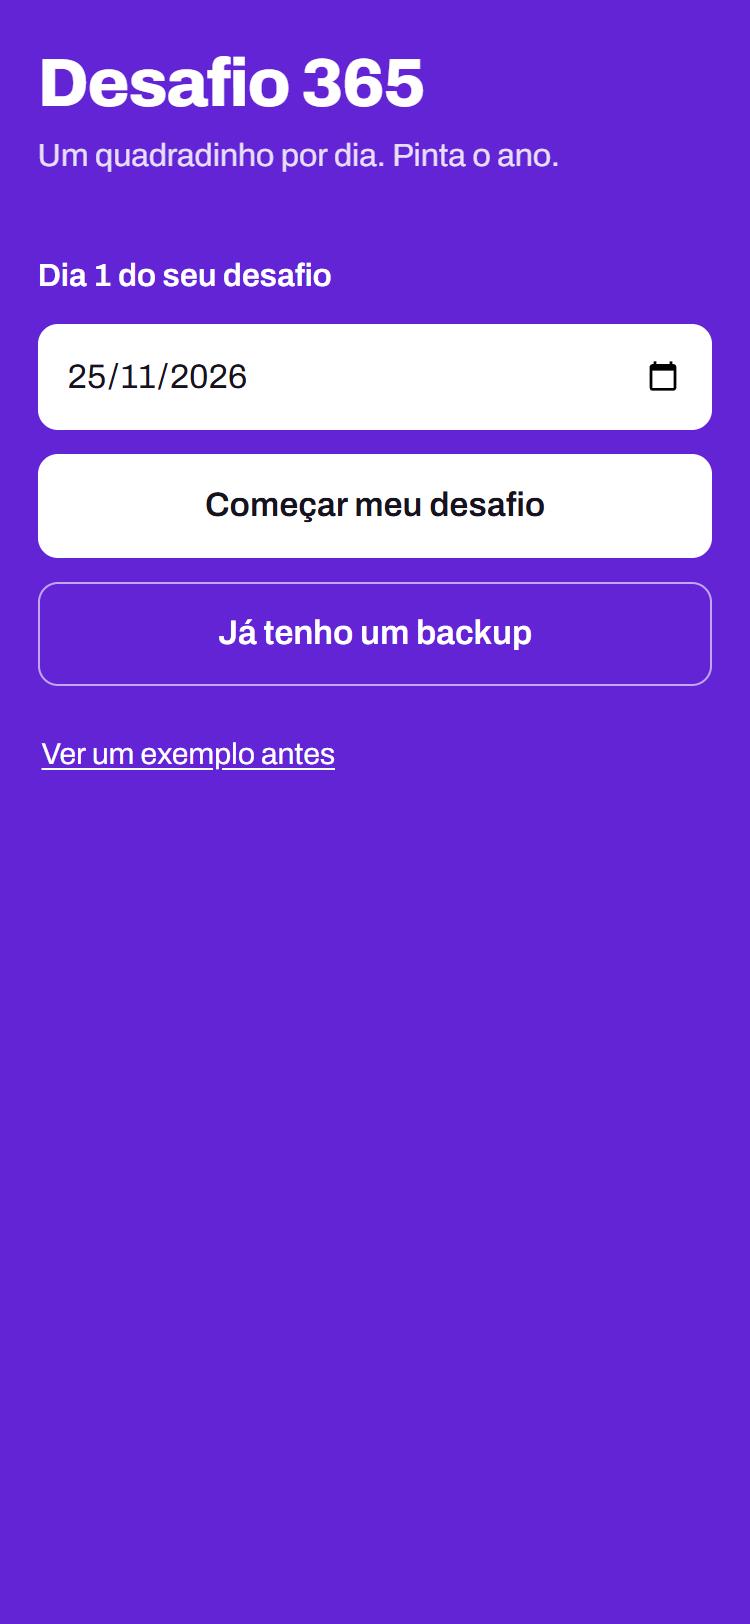 Desafio 365
Um quadradinho por dia. Pinta o ano.
Dia 1 do seu desafio
25/11/2026
Começar meu desafio
Já tenho um backup
Ver um exemplo antes